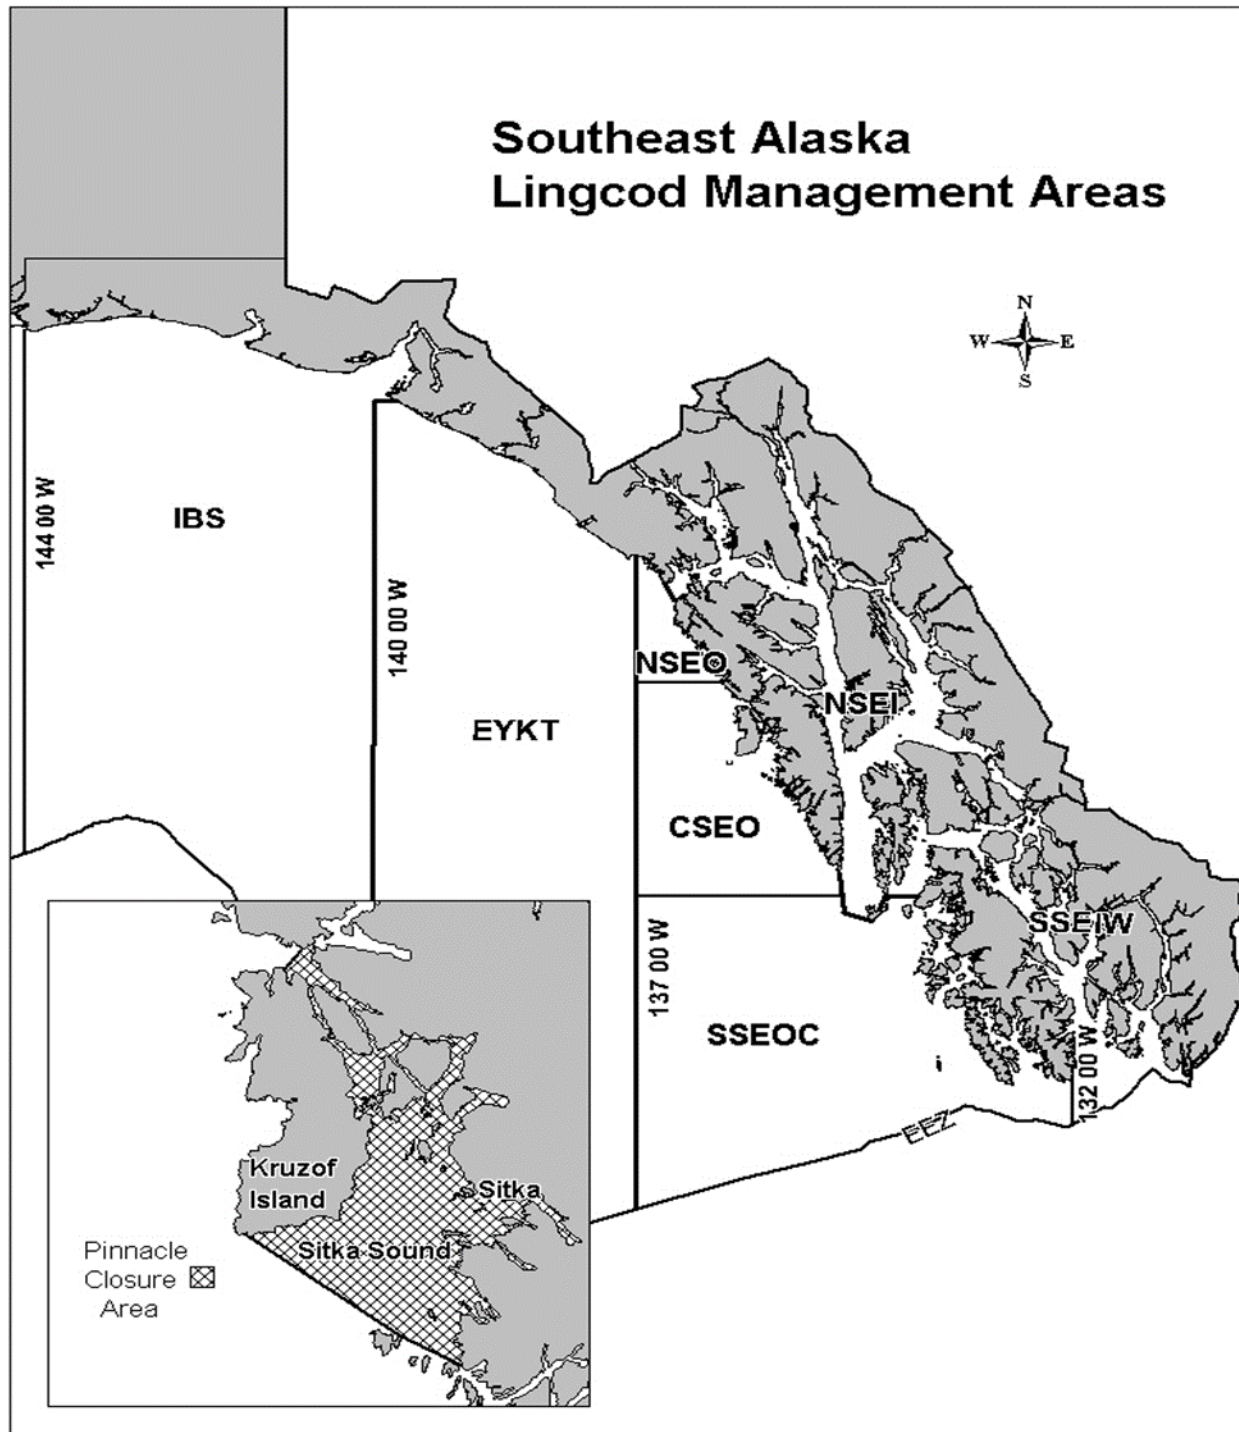 Southeast Alaska
Lingcod Management Areas
N
W E
S
144 00 W
IBS
140 00 W
EYKT
NSEO
NSEI
CSEO
137 00 W
SSEIW
SSEOC
132 00 W
EEZ
Kruzof
Island
Sitka
Sitka Sound
Pinnacle
Closure
Area